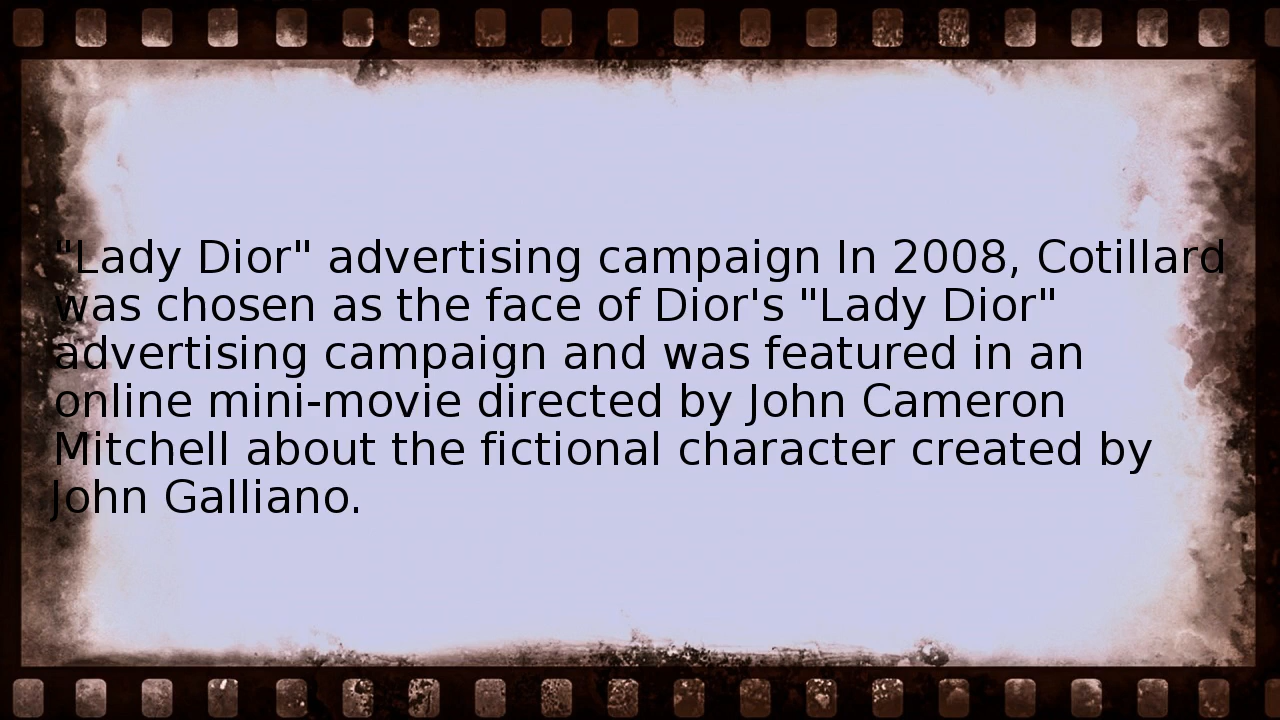 "Lady Dior" advertising campaign In 2008, Cotillard
was chosen as the face of Dior's "Lady Dior"
advertising campaign and was featured in an
online mini-movie directed by John Cameron
Mitchell about the fictional character created by
John Galliano.